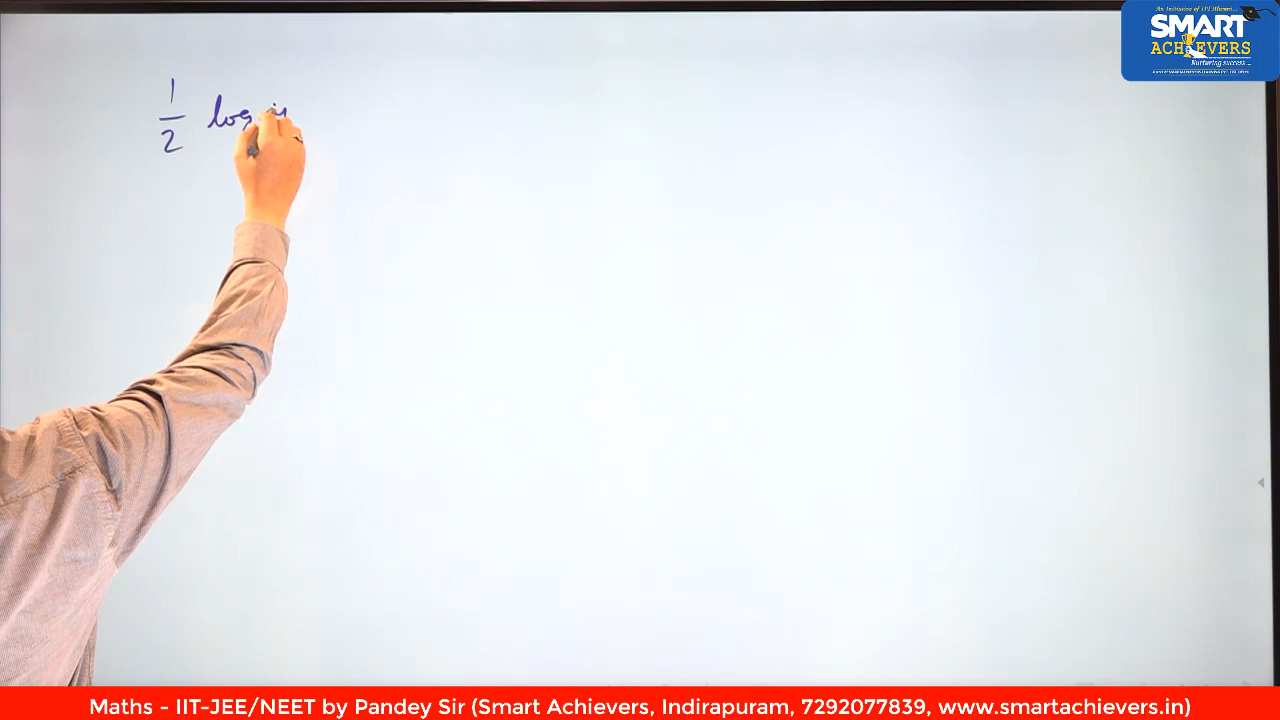 An Initiative of IIT Alumni...
SMART
ACHIEVERS
Nurturing success ...
1
2
log
Maths - IIT-JEE/NEET by Pandey Sir (Smart Achievers, Indirapuram, 7292077839, www.smartachievers.in)